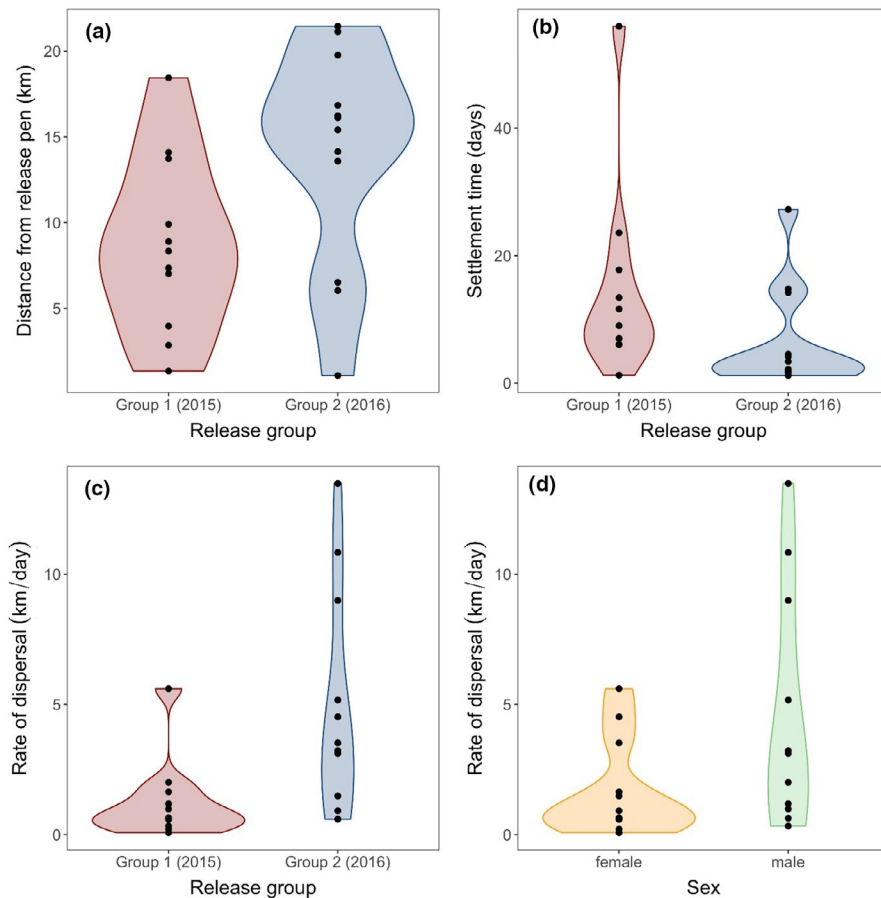 (a)
Distance from release pen (km)
20
15
10
5
Group 1 (2015)
Group 2 (2016)
Release group
(b)
Settlement time (days)
40
20
0
Group 1 (2015)
Group 2 (2016)
Release group
(c)
Rate of dispersal (km/day)
10
5
0
Group 1 (2015)
Group 2 (2016)
Release group
(d)
Rate of dispersal (km/day)
10
5
0
female
male
Sex